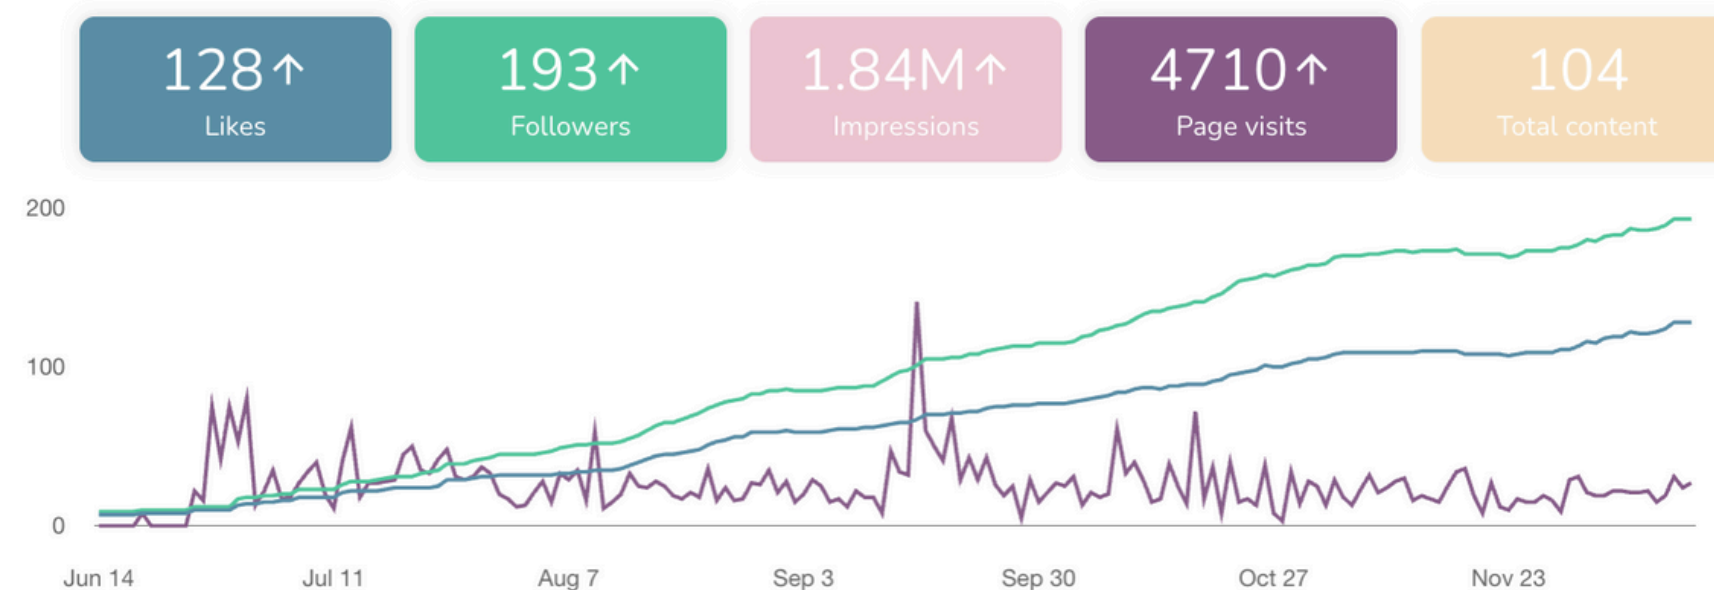 128↑ 193↑ 1.84M↑ 4710↑ 104
Likes Followers Impressions Page visits Total content
200
100
0
Jun 14 Jul 11 Aug 7 Sep 3 Sep 30 Oct 27 Nov 23